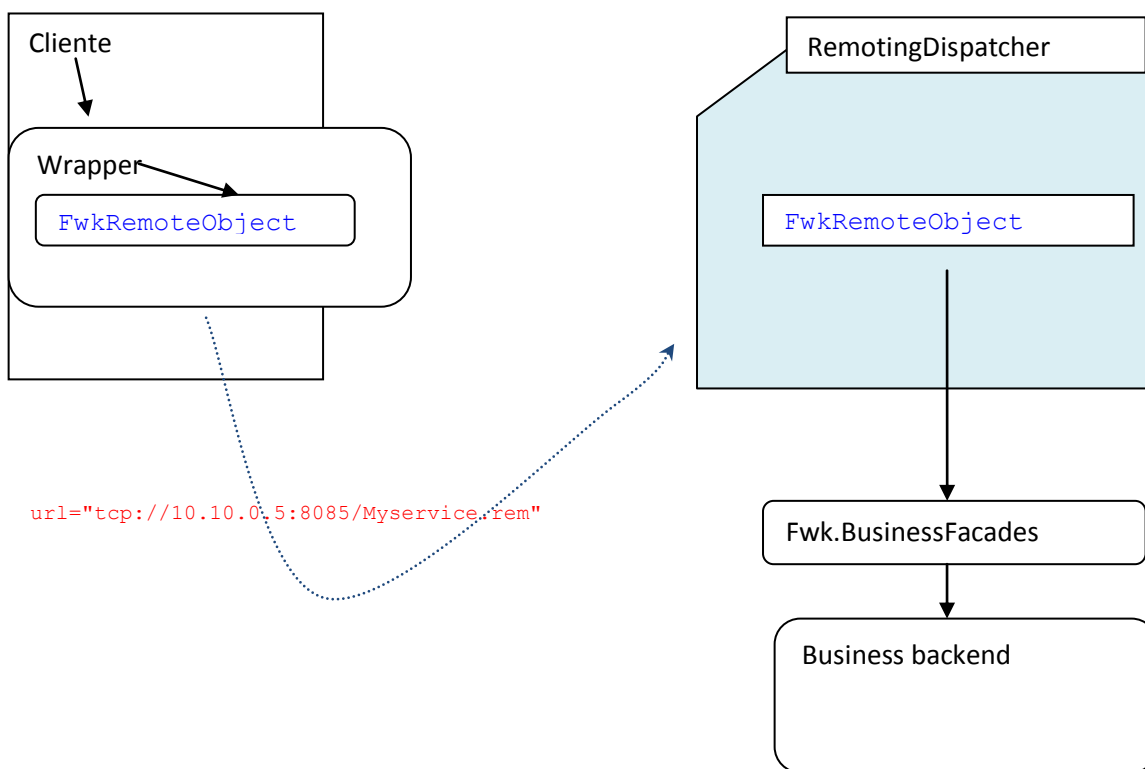 Cliente
RemotingDispatcher
Wrapper
FwkRemoteObject
FwkRemoteObject
url="tcp://10.10.0.5:8085/Myservice.rem"
Fwk.BusinessFacades
Business backend